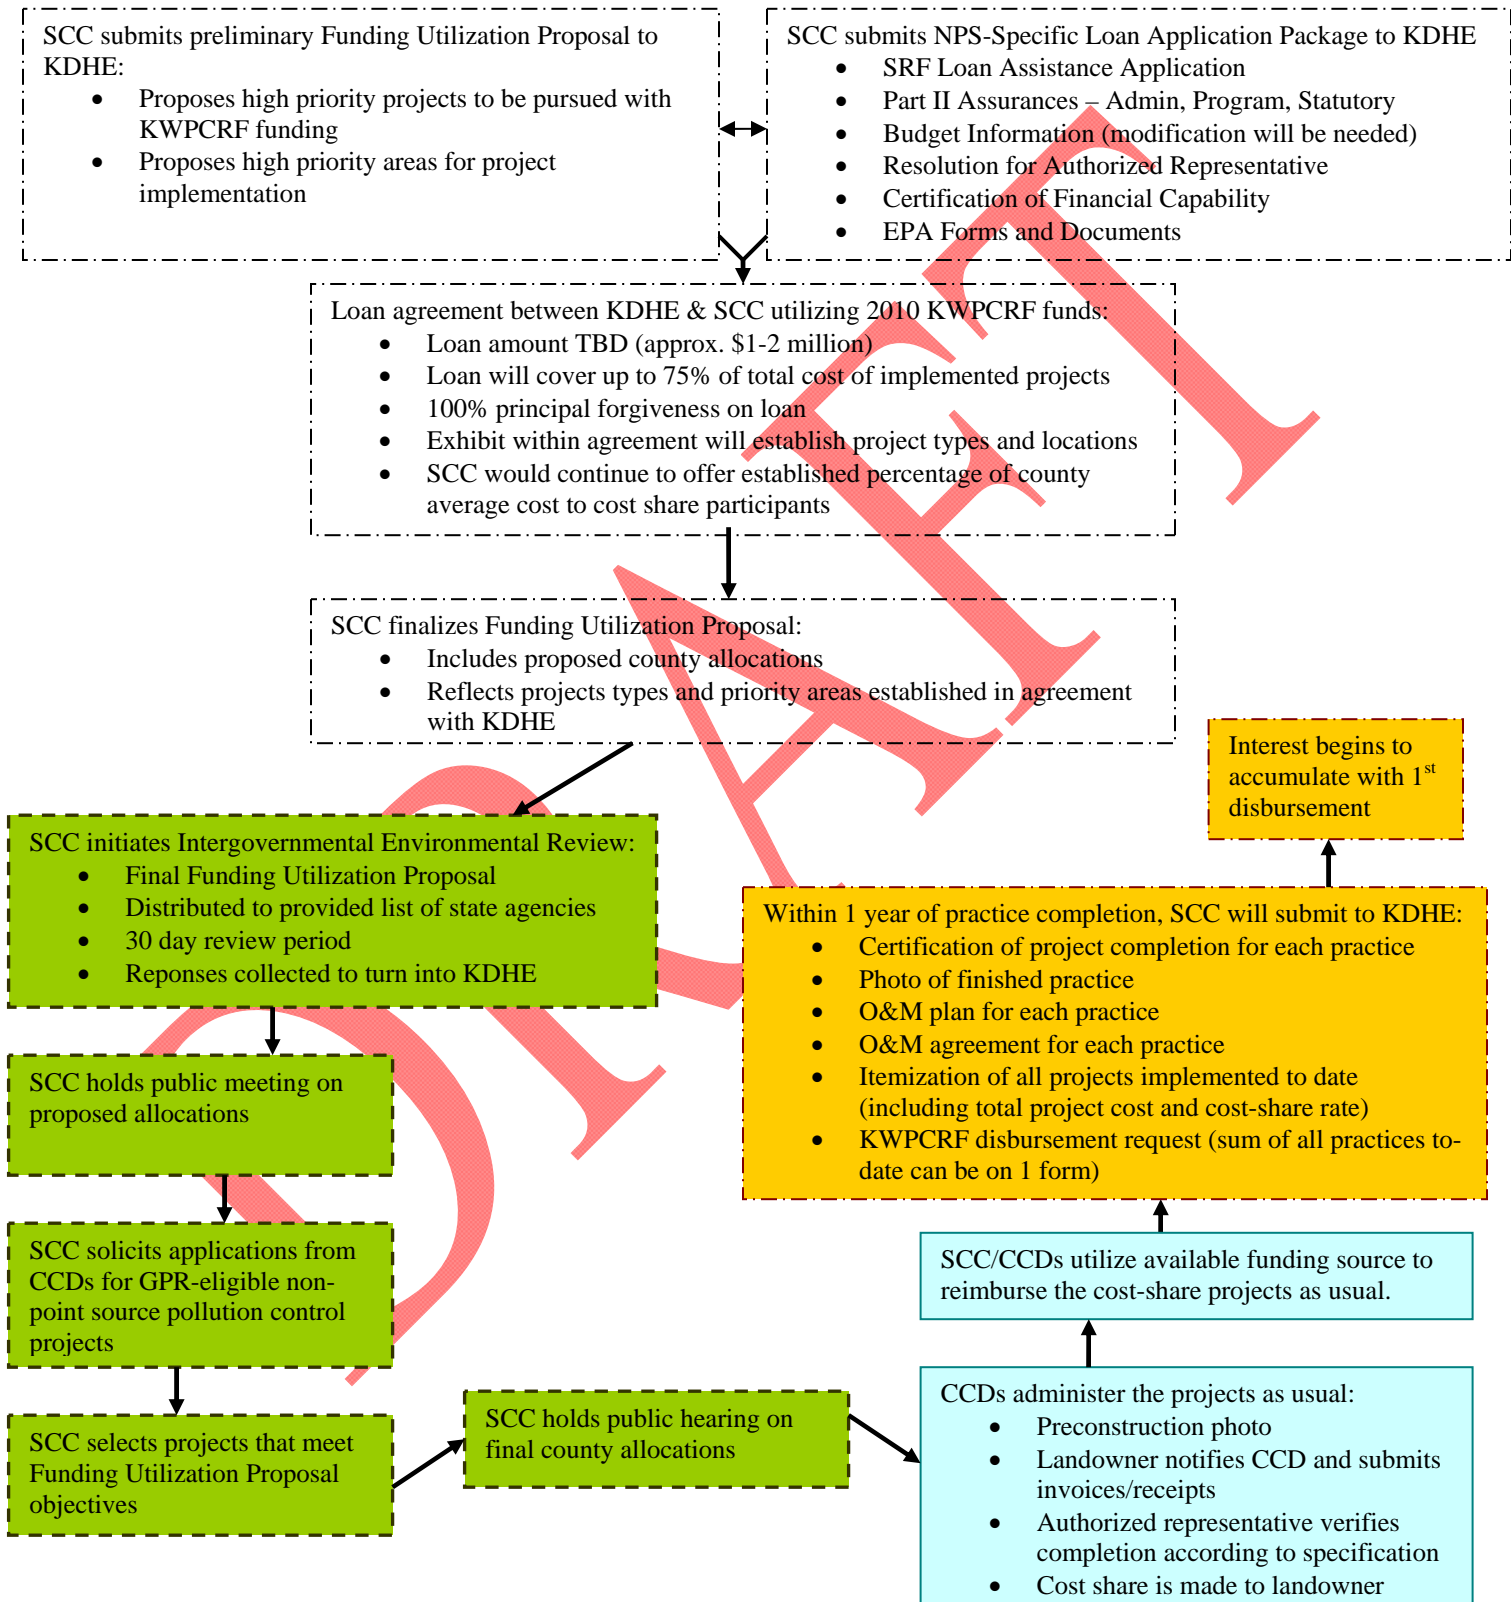 SCC submits preliminary Funding Utilization Proposal to
KDHE:
• Proposes high priority projects to be pursued with
KWPCRF funding
• Proposes high priority areas for project
implementation
SCC submits NPS-Specific Loan Application Package to KDHE
• SRF Loan Assistance Application
• Part II Assurances – Admin, Program, Statutory
• Budget Information (modification will be needed)
• Resolution for Authorized Representative
• Certification of Financial Capability
• EPA Forms and Documents
Loan agreement between KDHE & SCC utilizing 2010 KWPCRF funds:
• Loan amount TBD (approx. $1-2 million)
• Loan will cover up to 75% of total cost of implemented projects
• 100% principal forgiveness on loan
• Exhibit within agreement will establish project types and locations
• SCC would continue to offer established percentage of county
average cost to cost share participants
SCC finalizes Funding Utilization Proposal:
• Includes proposed county allocations
• Reflects projects types and priority areas established in agreement
with KDHE
SCC initiates Intergovernmental Environmental Review:
• Final Funding Utilization Proposal
• Distributed to provided list of state agencies
• 30 day review period
• Reponses collected to turn into KDHE
SCC holds public meeting on
proposed allocations
SCC solicits applications from
CCDs for GPR-eligible non-
point source pollution control
projects
SCC selects projects that meet
Funding Utilization Proposal
objectives
SCC holds public hearing on
final county allocations
CCDs administer the projects as usual:
• Preconstruction photo
• Landowner notifies CCD and submits
invoices/receipts
• Authorized representative verifies
completion according to specification
• Cost share is made to landowner
SCC/CCDs utilize available funding source to
reimburse the cost-share projects as usual.
Within 1 year of practice completion, SCC will submit to KDHE:
• Certification of project completion for each practice
• Photo of finished practice
• O&M plan for each practice
• O&M agreement for each practice
• Itemization of all projects implemented to date
(including total project cost and cost-share rate)
• KWPCRF disbursement request (sum of all practices to-
date can be on 1 form)
Interest begins to
accumulate with 1st
disbursement
DRAFT